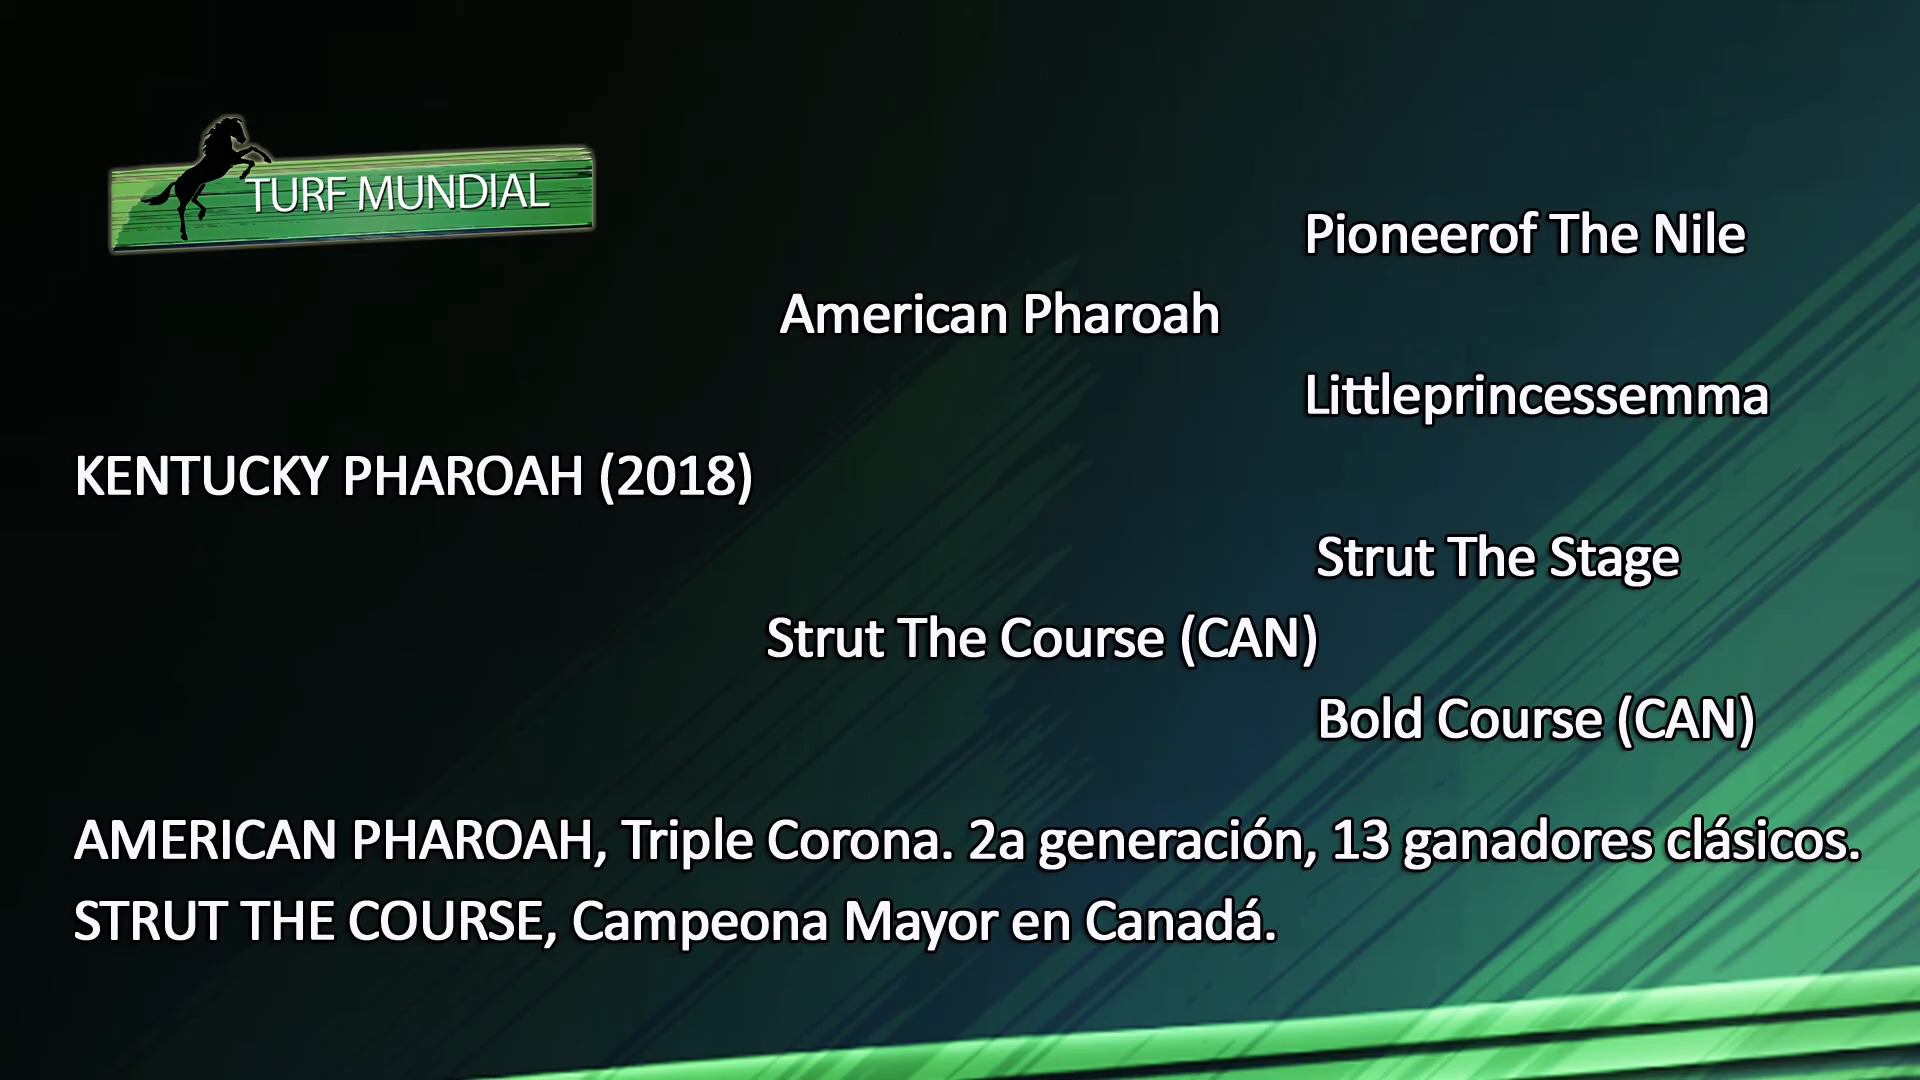 TURF MUNDIAL
Pioneerof The Nile
American Pharoah
Littleprincessemma
KENTUCKY PHAROAH (2018)
Strut The Stage
Strut The Course (CAN)
Bold Course (CAN)
AMERICAN PHAROAH, Triple Corona. 2a generación, 13 ganadores clásicos.
STRUT THE COURSE, Campeona Mayor en Canadá.